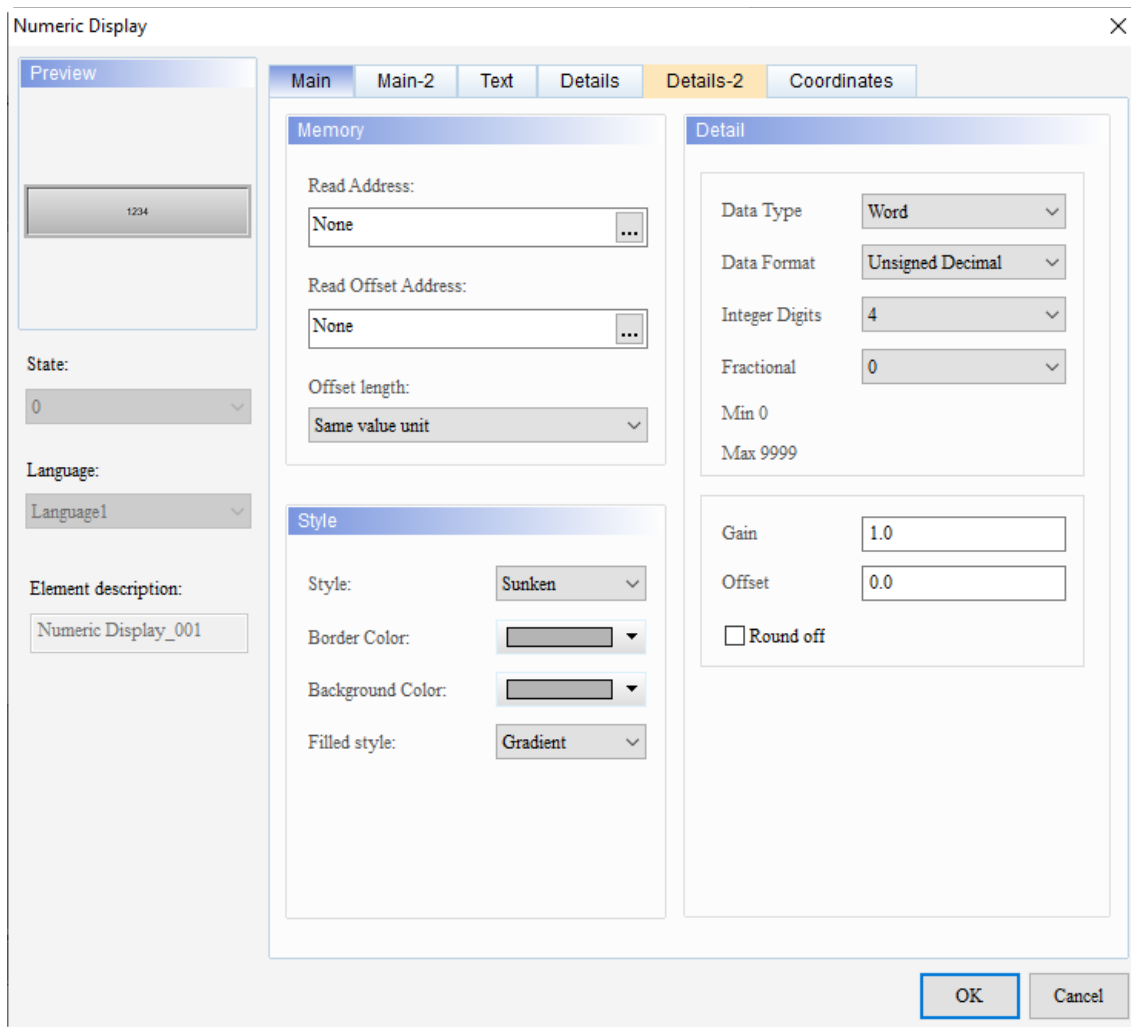 Numeric Display
Preview
1234
State:
0
Language:
Language1
Element description:
Numeric Display_001
Main Main-2 Text Details Details-2 Coordinates
Memory
Read Address:
None
...
Read Offset Address:
None
...
Offset length:
Same value unit
Style
Style: Sunken
Border Color:
Background Color:
Filled style: Gradient
Detail
Data Type Word
Data Format Unsigned Decimal
Integer Digits 4
Fractional 0
Min 0
Max 9999
Gain 1.0
Offset 0.0
Round off
OK Cancel